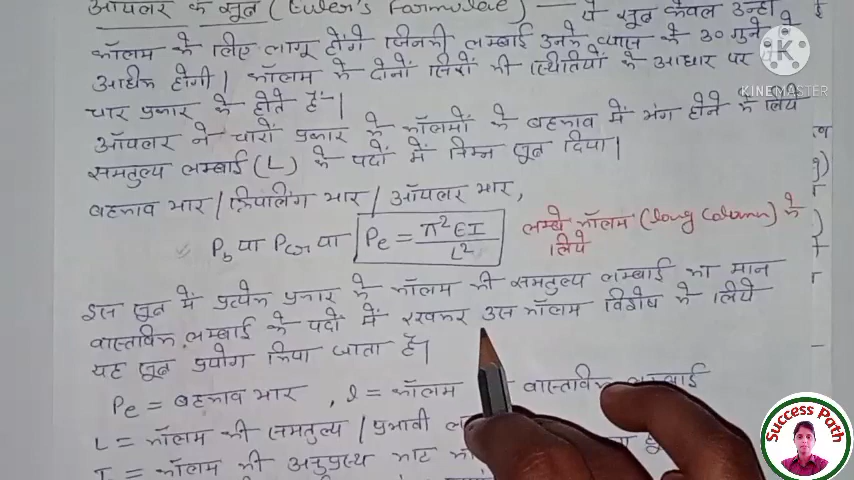 ऑयलर के सूत्र (Euler's Formulae) — ये सूत्र केवल उन्हीं
कॉलम के लिए लागू होंगे जिनकी लम्बाई उनके व्यास के 30 गुने से
अधिक होगी। कॉलम के दोनों सिरों की स्थितियों के आधार पर
चार प्रकार के होते हैं।
ऑयलर ने चारों प्रकार के कॉलमों के बहकाव में भंग होने के लिये
समतुल्य लम्बाई (L) के पदों में निम्न सूत्र दिया।
बहकाव भार / क्रिपलिंग भार / ऑयलर भार,
Pb या Pcr या Pe = π²EI / L² लम्बे कॉलम (long column) के
लिये
इस सूत्र में प्रत्येक प्रकार के कॉलम की समतुल्य लम्बाई का मान
वास्तविक लम्बाई के पदों में रखकर उस कॉलम विशेष के लिये
यह सूत्र प्रयोग किया जाता है।
Pe = बहकाव भार , l = कॉलम वास्तविक लम्बाई
L = कॉलम की समतुल्य / प्रभावी
I = कॉलम की अनुप्रस्थ काट
KINEMASTER
Success Path